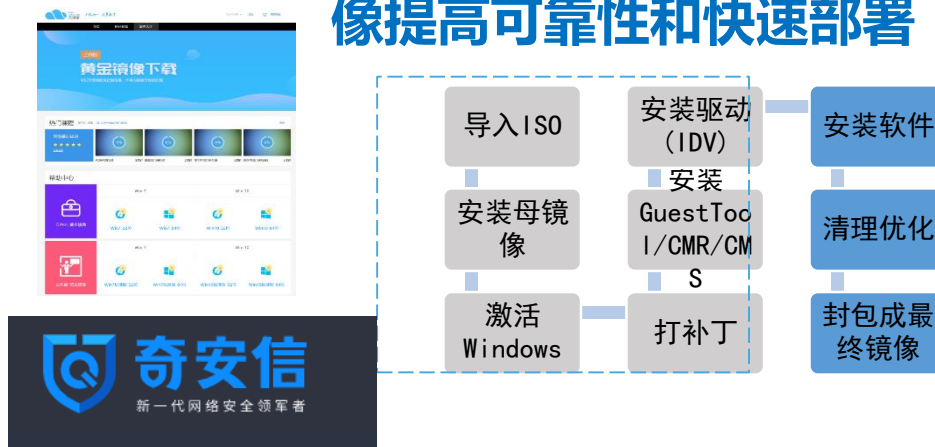 像提高可靠性和快速部署
黄金镜像下载
热门课程
帮助中心
导入ISO
安装母镜
像
激活
Windows
安装驱动
(IDV)
安装
GuestToo
l/CMR/CM
S
打补丁
安装软件
清理优化
封包成最
终镜像
奇安信
新一代网络安全领军者